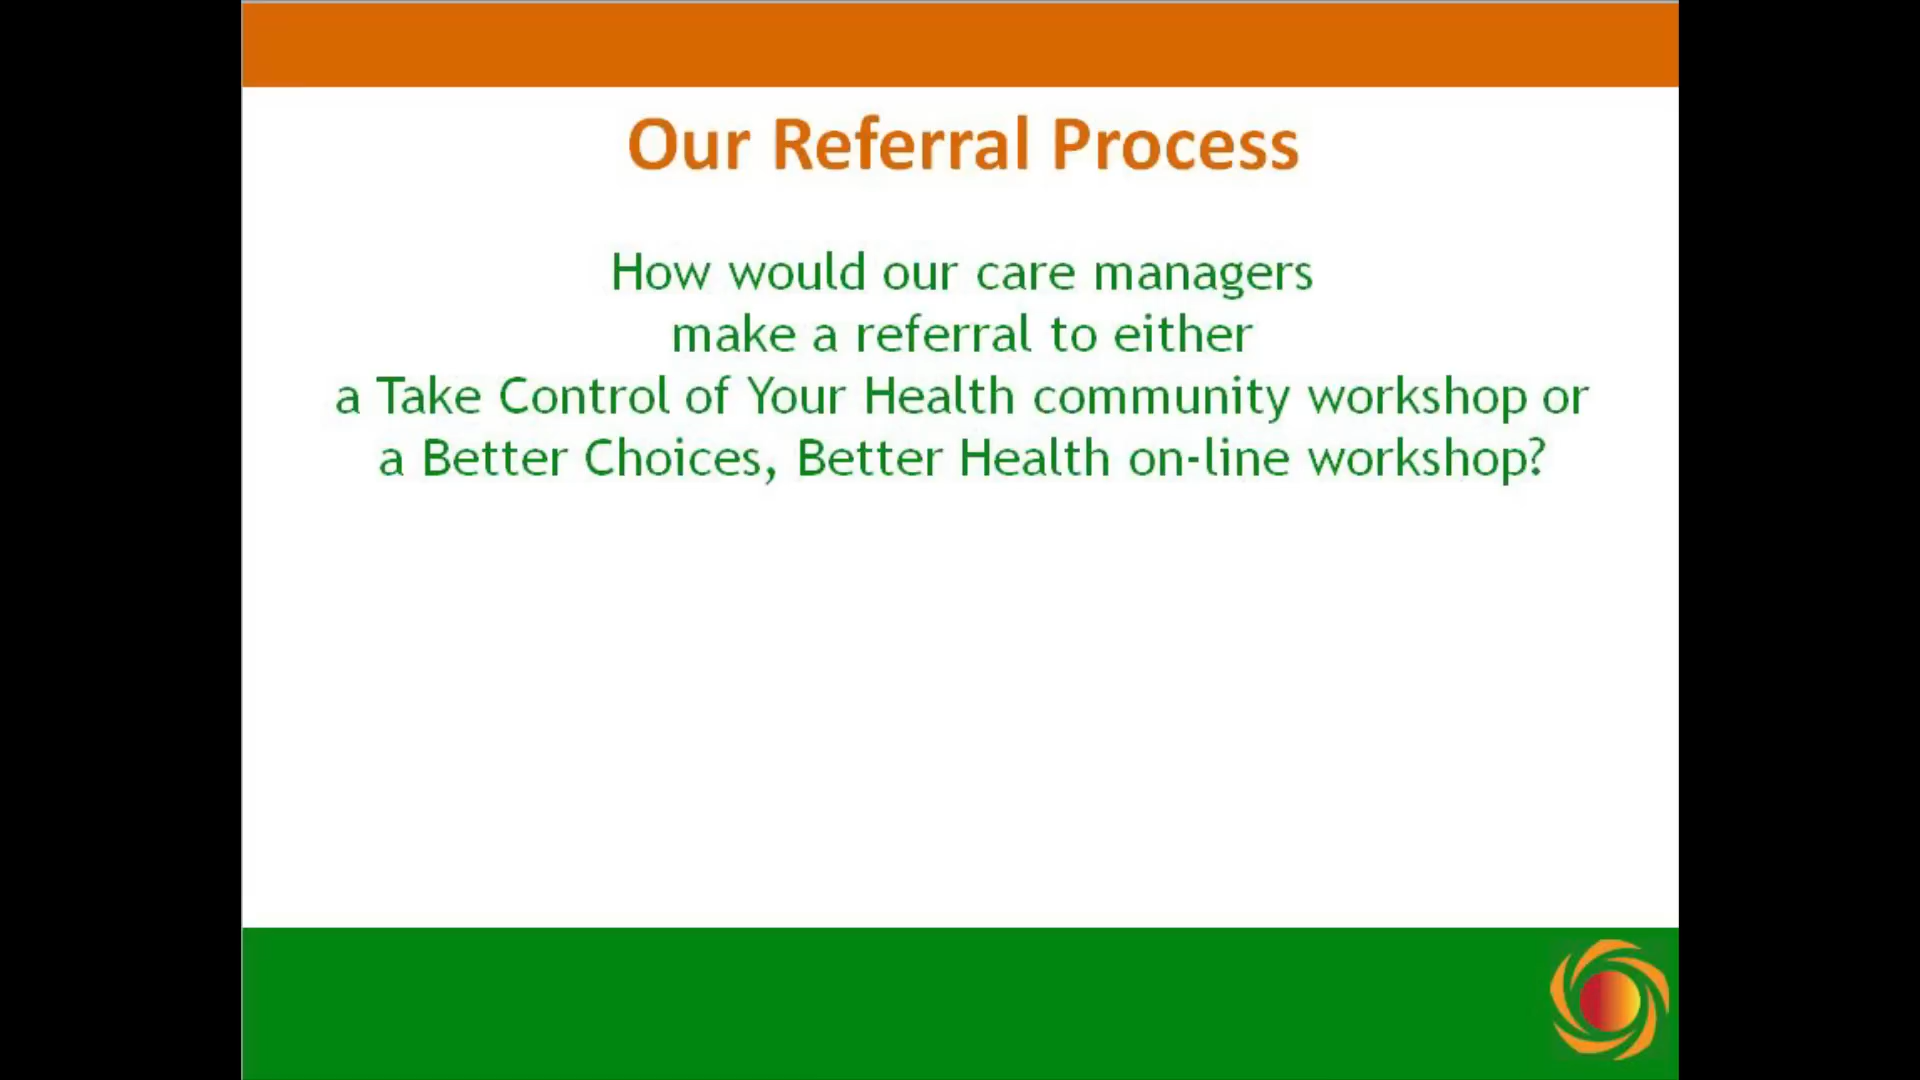 Our Referral Process
How would our care managers
make a referral to either
a Take Control of Your Health community workshop or
a Better Choices, Better Health on-line workshop?